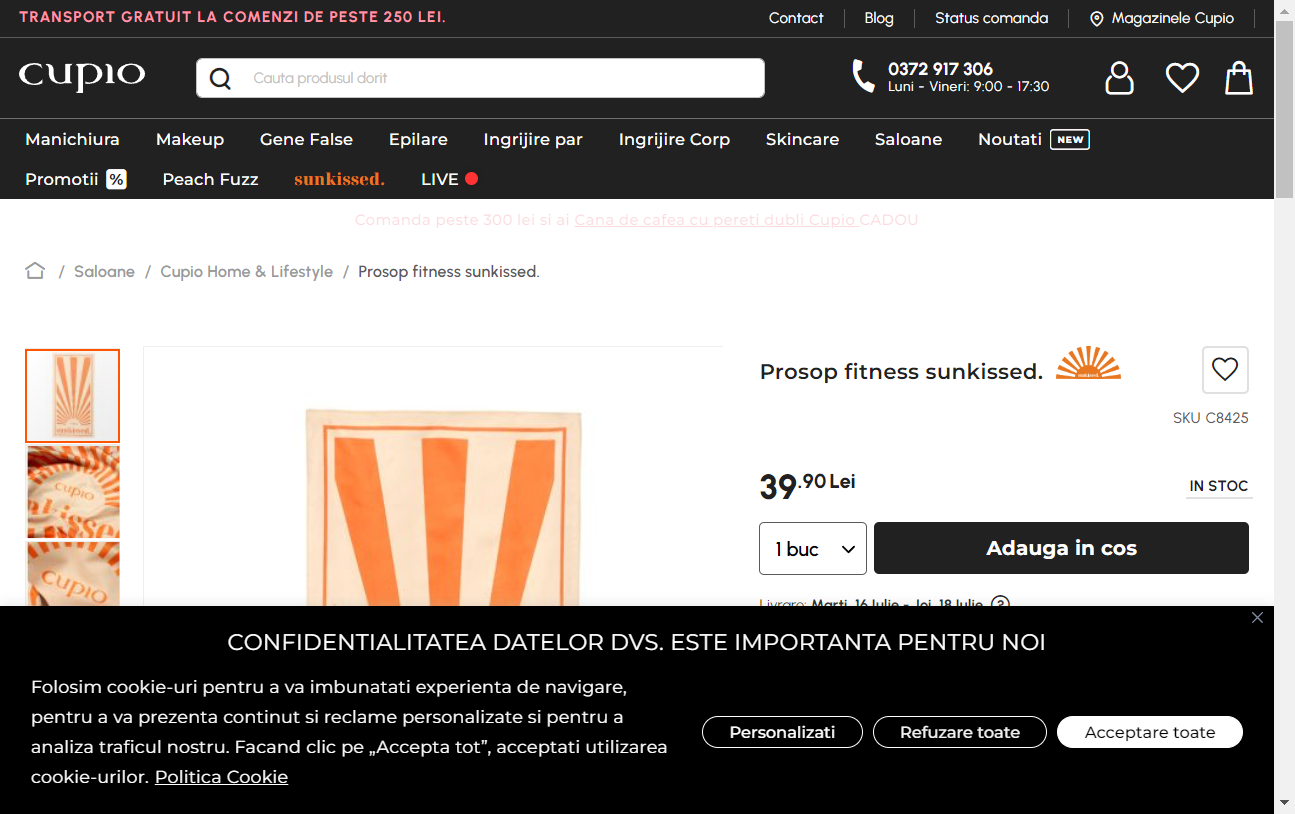 TRANSPORT GRATUIT LA COMENZI DE PESTE 250 LEI.
Contact
Blog
Status comanda
Magazinele Cupio
CUPIO
Cauta produsul dorit
0372 917 306
Luni - Vineri: 9:00 - 17:30
Manichiura
Makeup
Gene False
Epilare
Ingrijire par
Ingrijire Corp
Skincare
Saloane
Noutati NEW
Promotii %
Peach Fuzz
sunkissed.
LIVE
Comanda peste 300 lei si ai Cana de cafea cu pereti dubli Cupio CADOU
/ Saloane / Cupio Home & Lifestyle / Prosop fitness sunkissed.
sunkissed.
CUPIO
CUPIO
Prosop fitness sunkissed.
sunkissed.
SKU C8425
39.90 Lei
IN STOC
1 buc
Adauga in cos
Livrare: Marti, 16 Iulie - Joi, 18 Iulie ?
CONFIDENTIALITATEA DATELOR DVS. ESTE IMPORTANTA PENTRU NOI
Folosim cookie-uri pentru a va imbunatati experienta de navigare,
pentru a va prezenta continut si reclame personalizate si pentru a
analiza traficul nostru. Facand clic pe „Accepta tot”, acceptati utilizarea
cookie-urilor. Politica Cookie
Personalizati
Refuzare toate
Acceptare toate